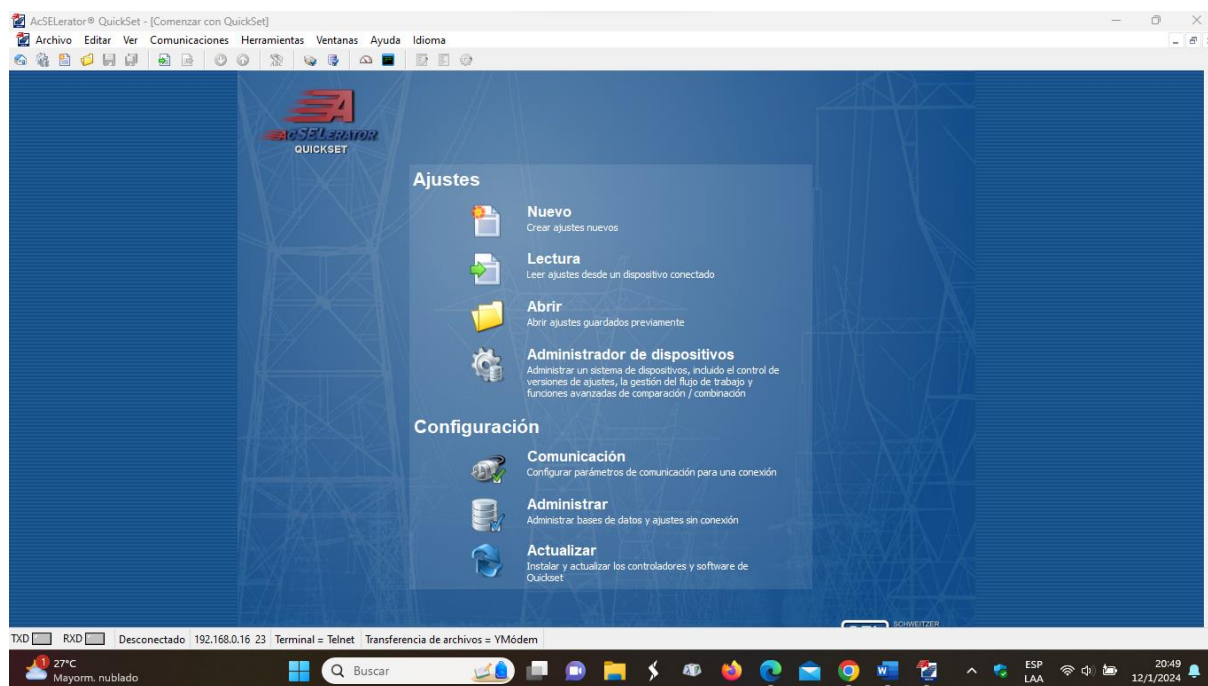 AcSELerator® QuickSet - [Comenzar con QuickSet]
Archivo Editar Ver Comunicaciones Herramientas Ventanas Ayuda Idioma
ACSELERATOR
QUICKSET
Ajustes
Nuevo
Crear ajustes nuevos
Lectura
Leer ajustes desde un dispositivo conectado
Abrir
Abrir ajustes guardados previamente
Administrador de dispositivos
Administrar un sistema de dispositivos, incluido el control de
versiones de ajustes, la gestión del flujo de trabajo y
funciones avanzadas de comparación / combinación
Configuración
Comunicación
Configurar parámetros de comunicación para una conexión
Administrar
Administrar bases de datos y ajustes sin conexión
Actualizar
Instalar y actualizar los controladores y software de
Quickset
SCHWEITZER
TXD RXD Desconectado 192.168.0.16 23 Terminal = Telnet Transferencia de archivos = YMódem
1
27°C
Mayorm. nublado
Buscar
ESP
LAA
20:49
12/1/2024